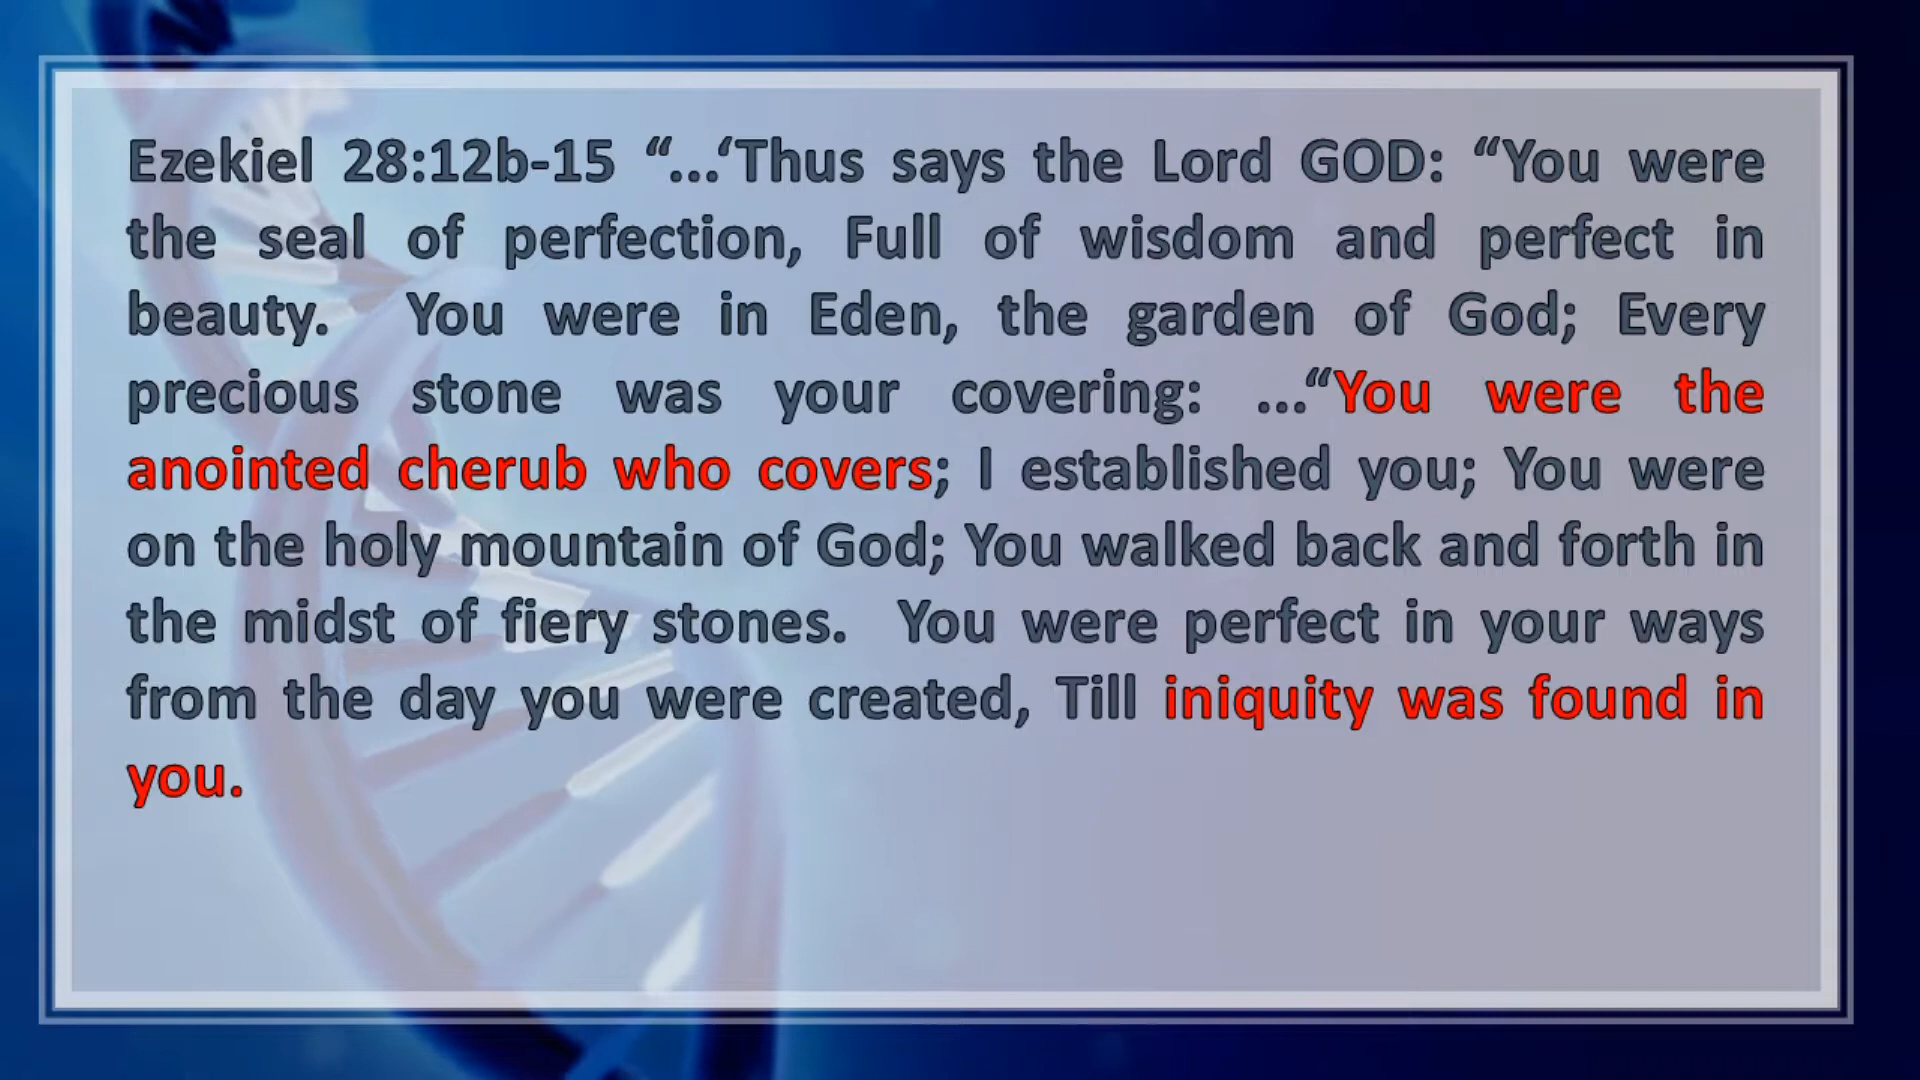 Ezekiel 28:12b-15 “...‘Thus says the Lord GOD: “You were
the seal of perfection, Full of wisdom and perfect in
beauty.  You were in Eden, the garden of God; Every
precious stone was your covering: ...“You were the
anointed cherub who covers; I established you; You were
on the holy mountain of God; You walked back and forth in
the midst of fiery stones.  You were perfect in your ways
from the day you were created, Till iniquity was found in
you.